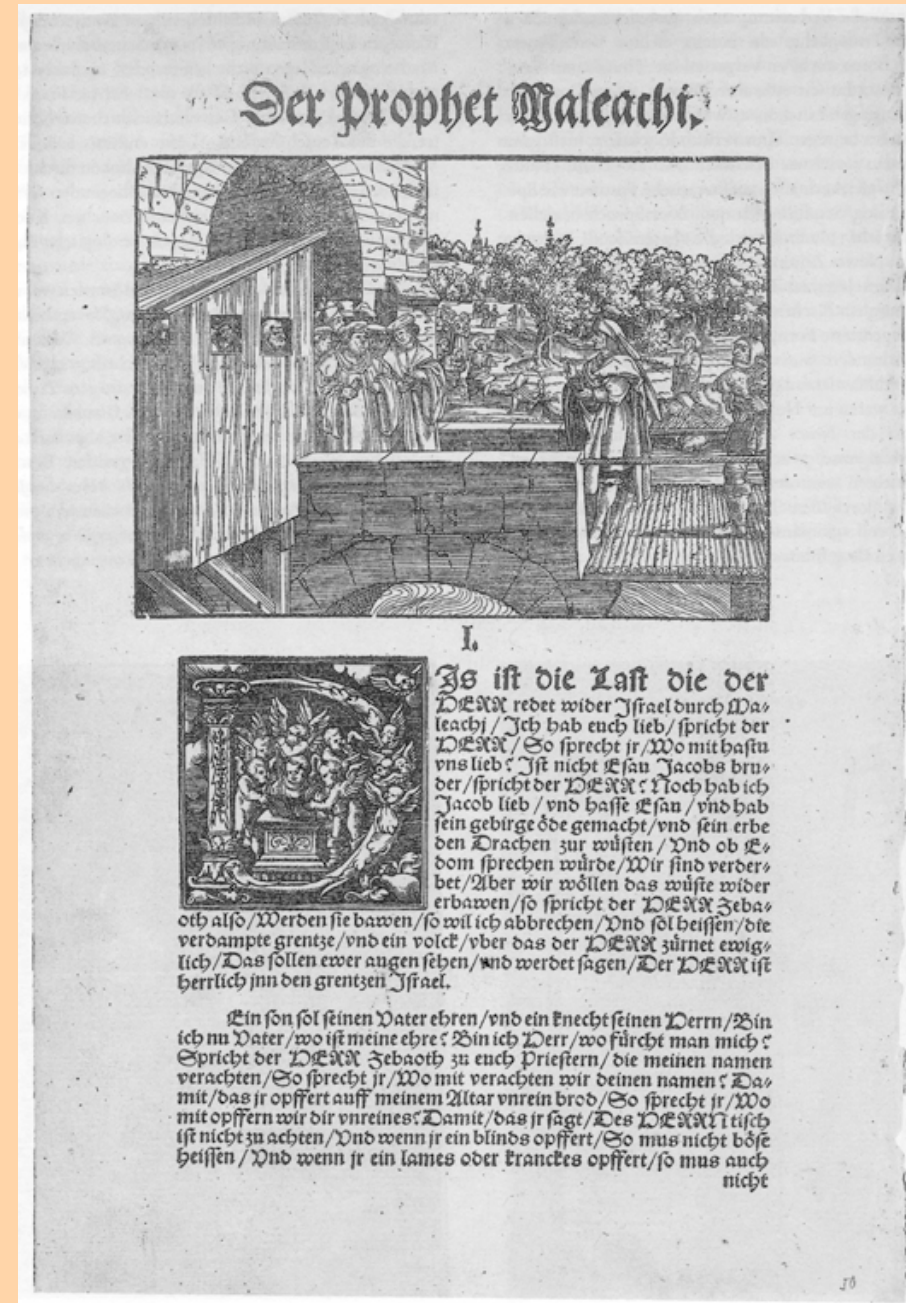 Der Prophet Maleachi.
I.
JS ist die Last die der
HERR redet wider Jsrael durch Ma⸗
leachj / Jch hab euch lieb / spricht der
HERR / So sprecht jr / Wo mit hastu
vns lieb? Jst nicht Esau Jacobs bru⸗
der / spricht der HERR? Noch hab ich
Jacob lieb / vnd hasse Esau / vnd hab
sein gebirge öde gemacht / vnd sein erbe
den Drachen zur wüsten / Vnd ob E⸗
dom sprechen würde / Wir sind verder⸗
bet / Aber wir wöllen das wüste wider
erbawen / so spricht der HERR Zeba⸗
oth also / Werden sie bawen / so wil ich abbrechen / Vnd sol heissen / die
verdampte grentze / vnd ein volck / vber das der HERR zürnet ewig⸗
lich / Das sollen ewer augen sehen / vnd werdet sagen / Der HERR ist
herrlich jnn den grentzen Jsrael.
Ein son sol seinen Vater ehren / vnd ein knecht seinen Herrn / Bin
ich nu Vater / wo ist meine ehre? Bin ich Herr / wo fürcht man mich?
Spricht der HERR Zebaoth zu euch Priestern / die meinen namen
verachten / So sprecht jr / Wo mit verachten wir deinen namen? Da⸗
mit / das jr opffert auff meinem Altar vnrein brod / So sprecht jr / Wo
mit opffern wir dir vnreines? Damit / das jr sagt / Des HERRN tisch
ist nicht zu achten / Vnd wenn jr ein blinds opffert / So mus nicht böse
heissen / Vnd wenn jr ein lames oder kranckes opffert / so mus auch
nicht